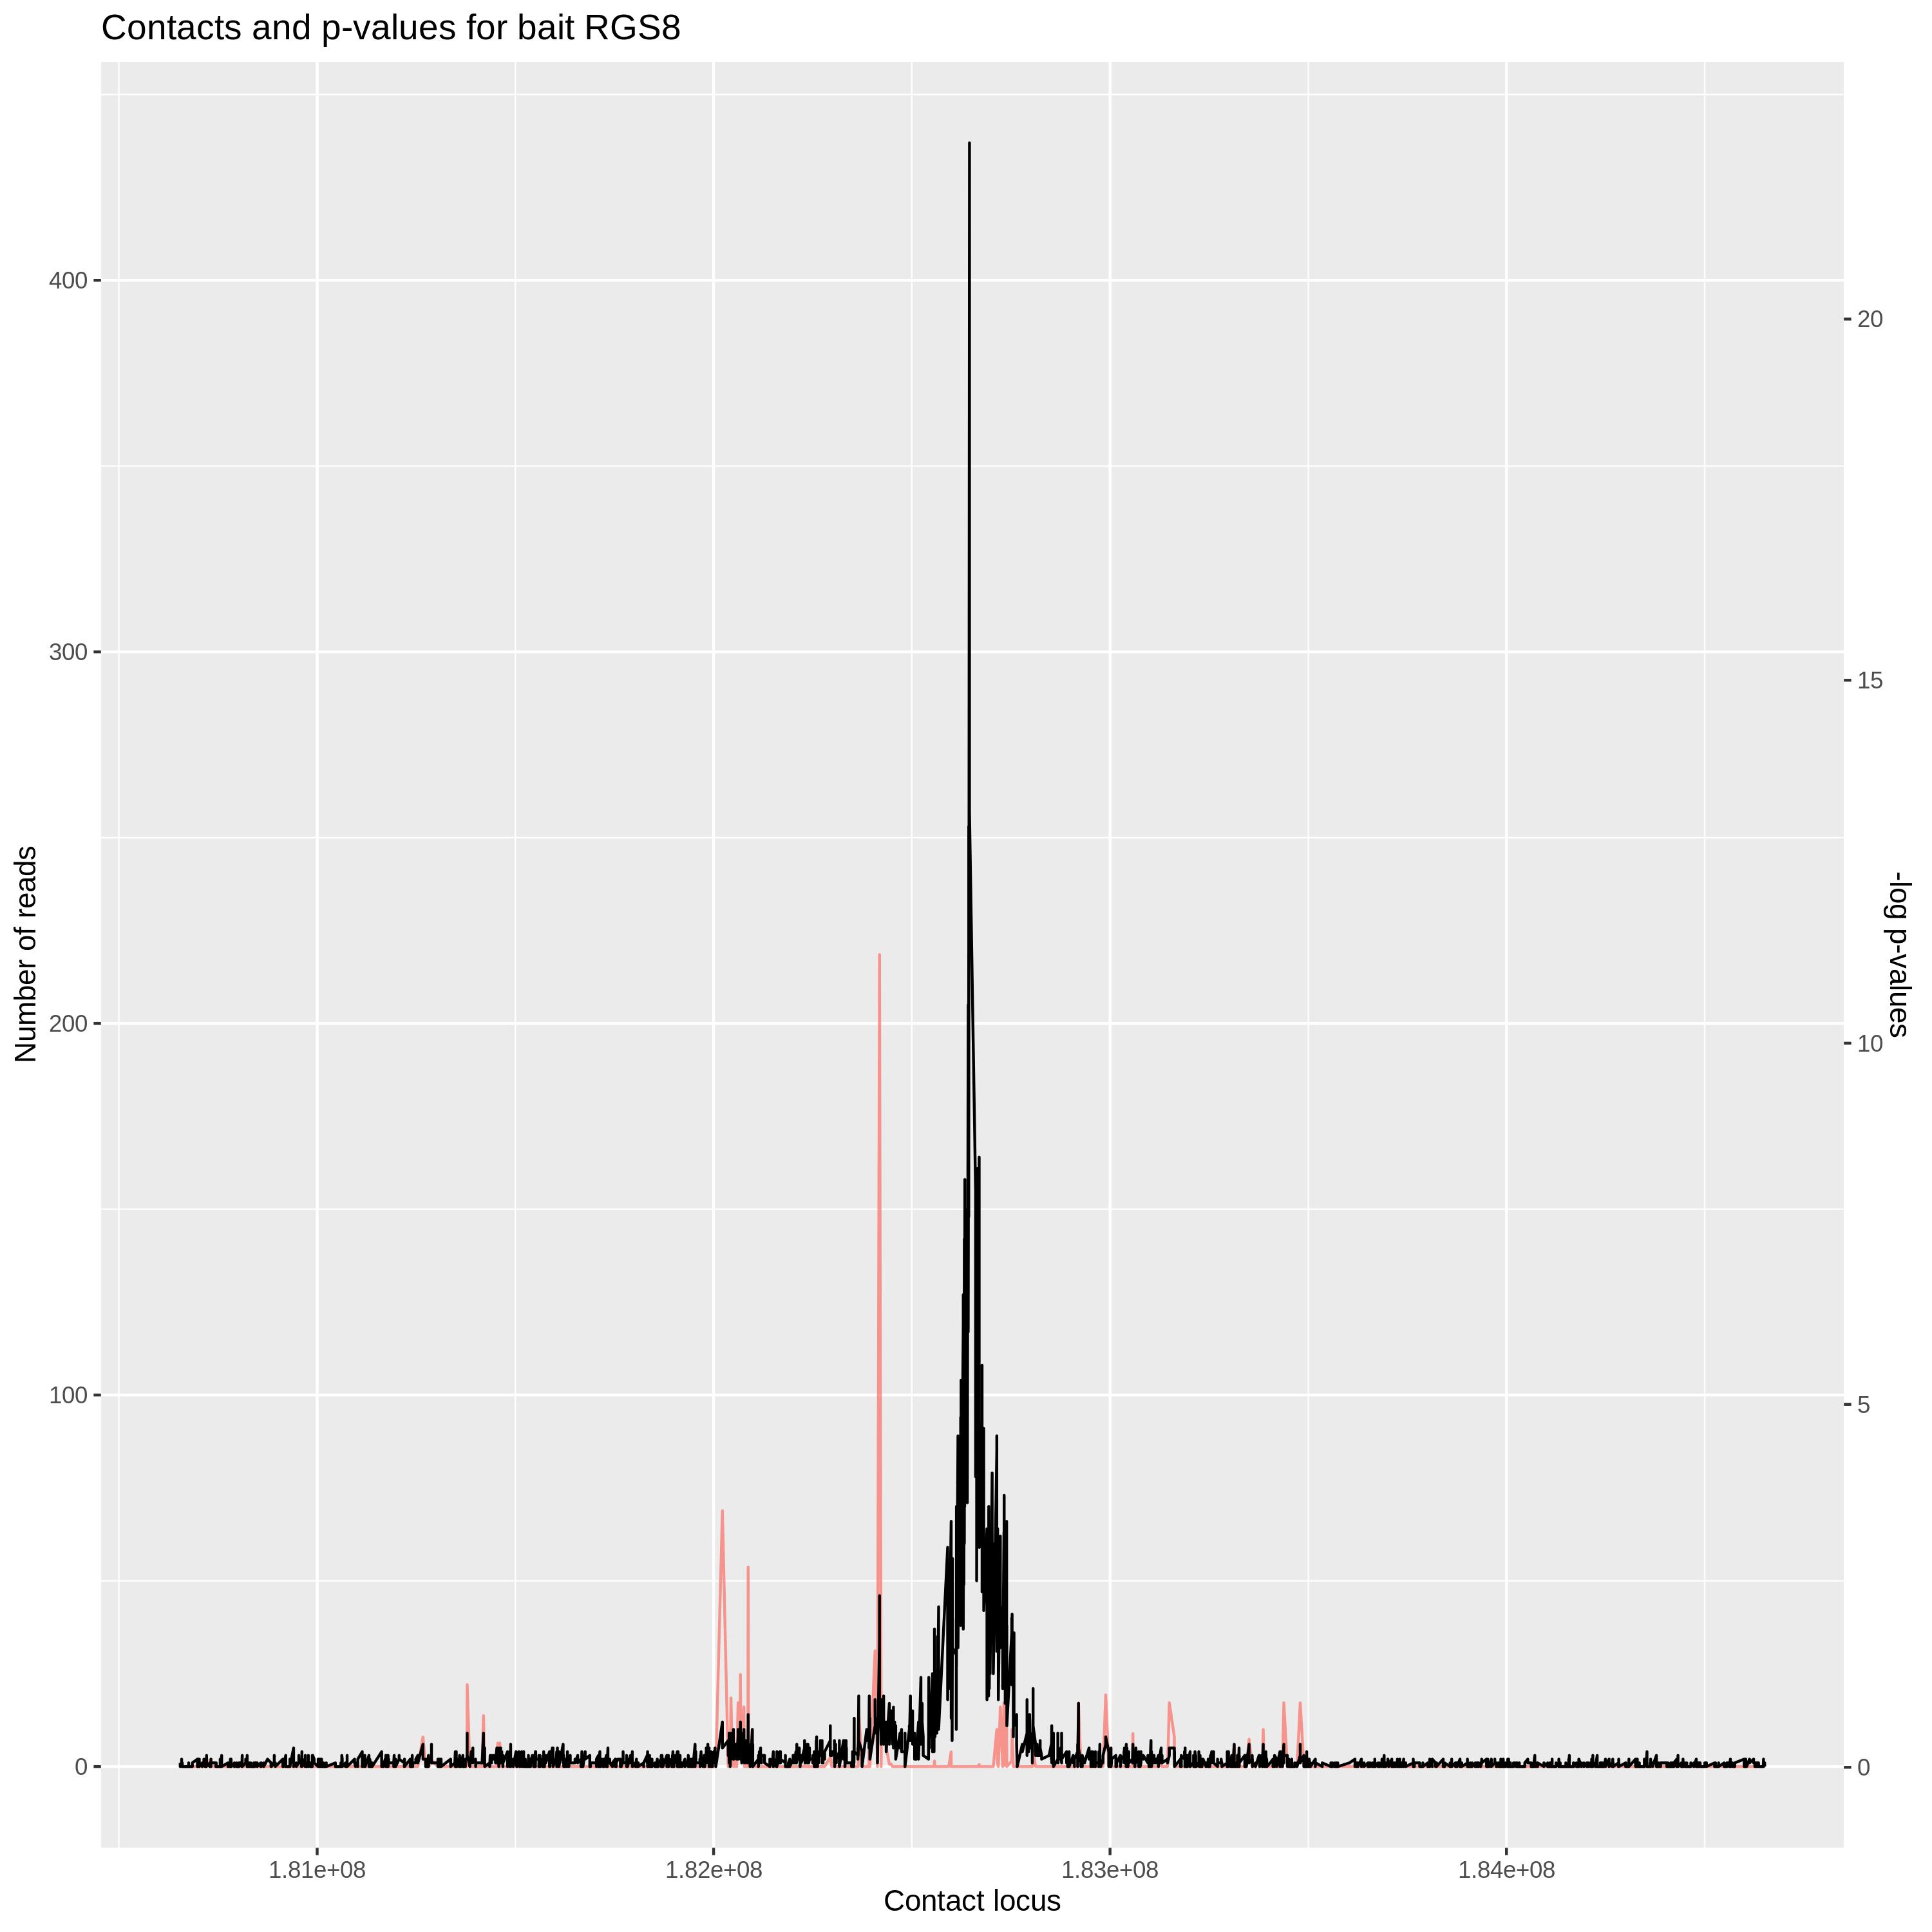 Contacts and p-values for bait RGS8
Number of reads
400
300
200
100
0
20
15
10
5
0
-log p-values
1.81e+08 1.82e+08 1.83e+08 1.84e+08
Contact locus